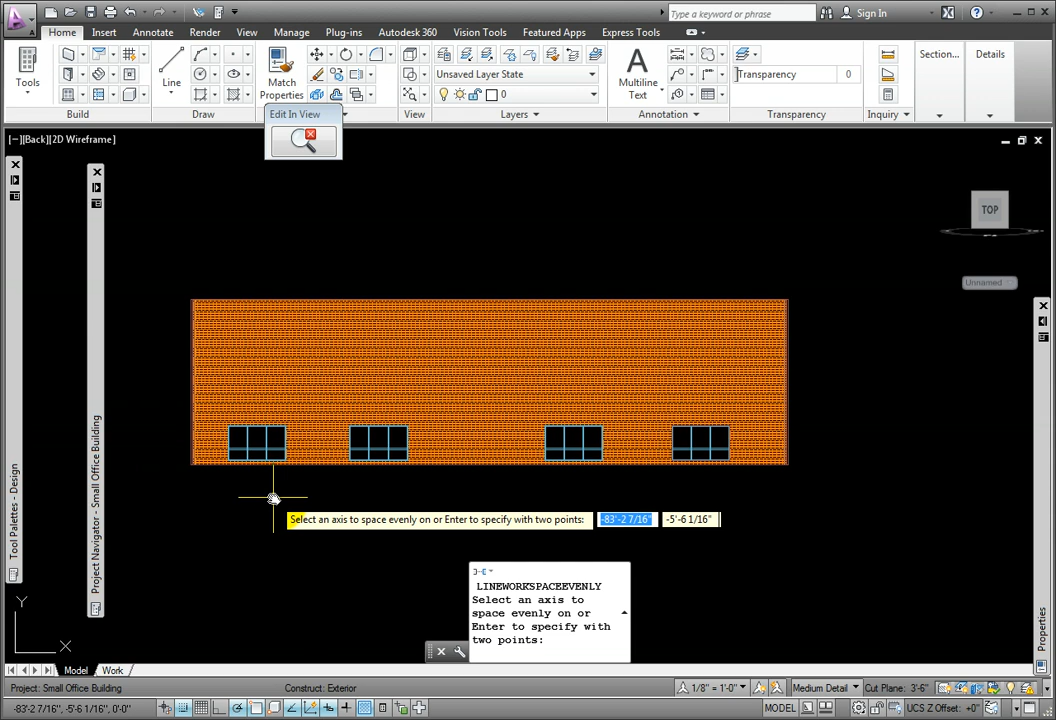 Type a keyword or phrase
Sign In
Home Insert Annotate Render View Manage Plug-ins Autodesk 360 Vision Tools Featured Apps Express Tools
Tools
Line
Match Properties
Unsaved Layer State
0
Multiline Text
Transparency 0
Section...
Details
Build Draw View Layers Annotation Transparency Inquiry
Edit In View
[−][Back][2D Wireframe]
TOP
Unnamed
Tool Palettes - Design
Project Navigator - Small Office Building
Properties
Select an axis to space evenly on or Enter to specify with two points: -83'-2 7/16" -5'-6 1/16"
LINEWORKSPACEEVENLY
Select an axis to
space evenly on or
Enter to specify with
two points:
Y
X
Model Work
Project: Small Office Building Construct: Exterior 1/8" = 1'-0" Medium Detail Cut Plane: 3'-6"
-83'-2 7/16", -5'-6 1/16", 0'-0" MODEL UCS Z Offset: +0"